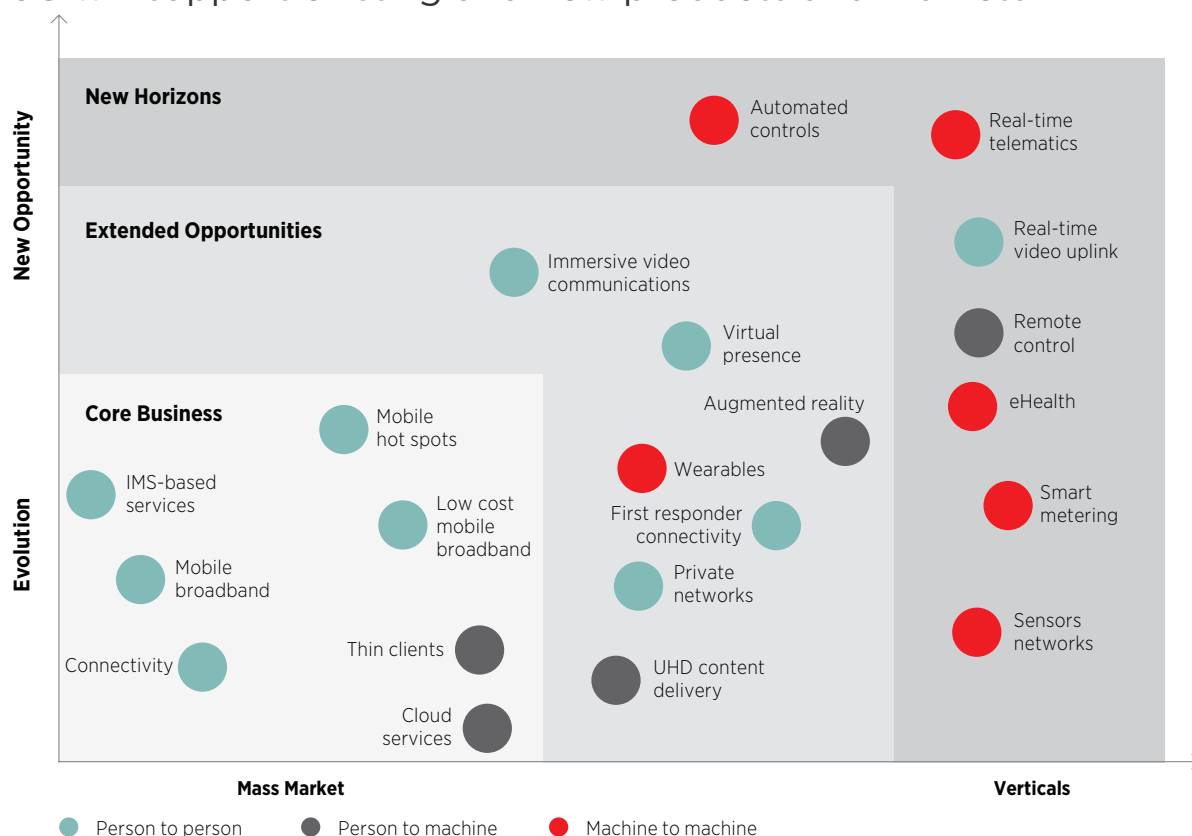 New Horizons
Automated
controls
Real-time
telematics
New Opportunity
Extended Opportunities
Real-time
video uplink
Immersive video
communications
Remote
control
Virtual
presence
Augmented reality
eHealth
Core Business
Mobile
hot spots
Wearables
IMS-based
services
Low cost
mobile
broadband
First responder
connectivity
Smart
metering
Evolution
Mobile
broadband
Private
networks
Sensors
networks
Connectivity
Thin clients
UHD content
delivery
Cloud
services
Mass Market
Verticals
Person to person
Person to machine
Machine to machine